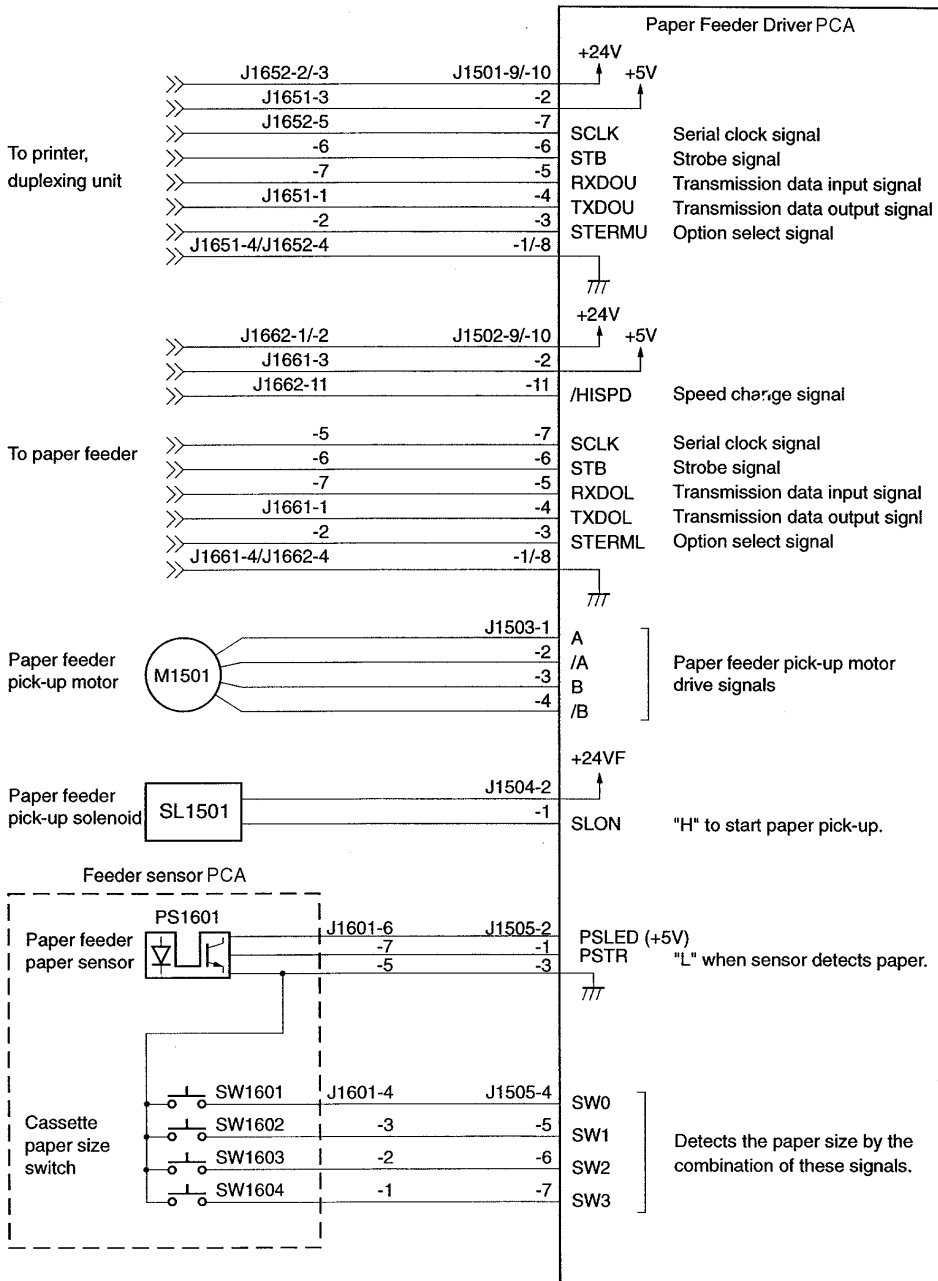 Paper Feeder Driver PCA
+24V
J1652-2/-3 J1501-9/-10 +5V
J1651-3 -2
J1652-5 -7 SCLK Serial clock signal
To printer, duplexing unit
-6 -6 STB Strobe signal
-7 -5 RXDOU Transmission data input signal
J1651-1 -4 TXDOU Transmission data output signal
-2 -3 STERMU Option select signal
J1651-4/J1652-4 -1/-8
+24V
J1662-1/-2 J1502-9/-10 +5V
J1661-3 -2
J1662-11 -11 /HISPD Speed change signal
To paper feeder
-5 -7 SCLK Serial clock signal
-6 -6 STB Strobe signal
-7 -5 RXDOL Transmission data input signal
J1661-1 -4 TXDOL Transmission data output signl
-2 -3 STERML Option select signal
J1661-4/J1662-4 -1/-8
Paper feeder
pick-up motor
M1501
J1503-1 A
-2 /A
-3 B
-4 /B
Paper feeder pick-up motor
drive signals
+24VF
Paper feeder
pick-up solenoid
SL1501
J1504-2
-1 SLON "H" to start paper pick-up.
Feeder sensor PCA
PS1601
Paper feeder
paper sensor
J1601-6 J1505-2 PSLED (+5V)
-7 -1 PSTR "L" when sensor detects paper.
-5 -3
Cassette
paper size
switch
SW1601 J1601-4 J1505-4 SW0
SW1602 -3 -5 SW1
SW1603 -2 -6 SW2
SW1604 -1 -7 SW3
Detects the paper size by the
combination of these signals.